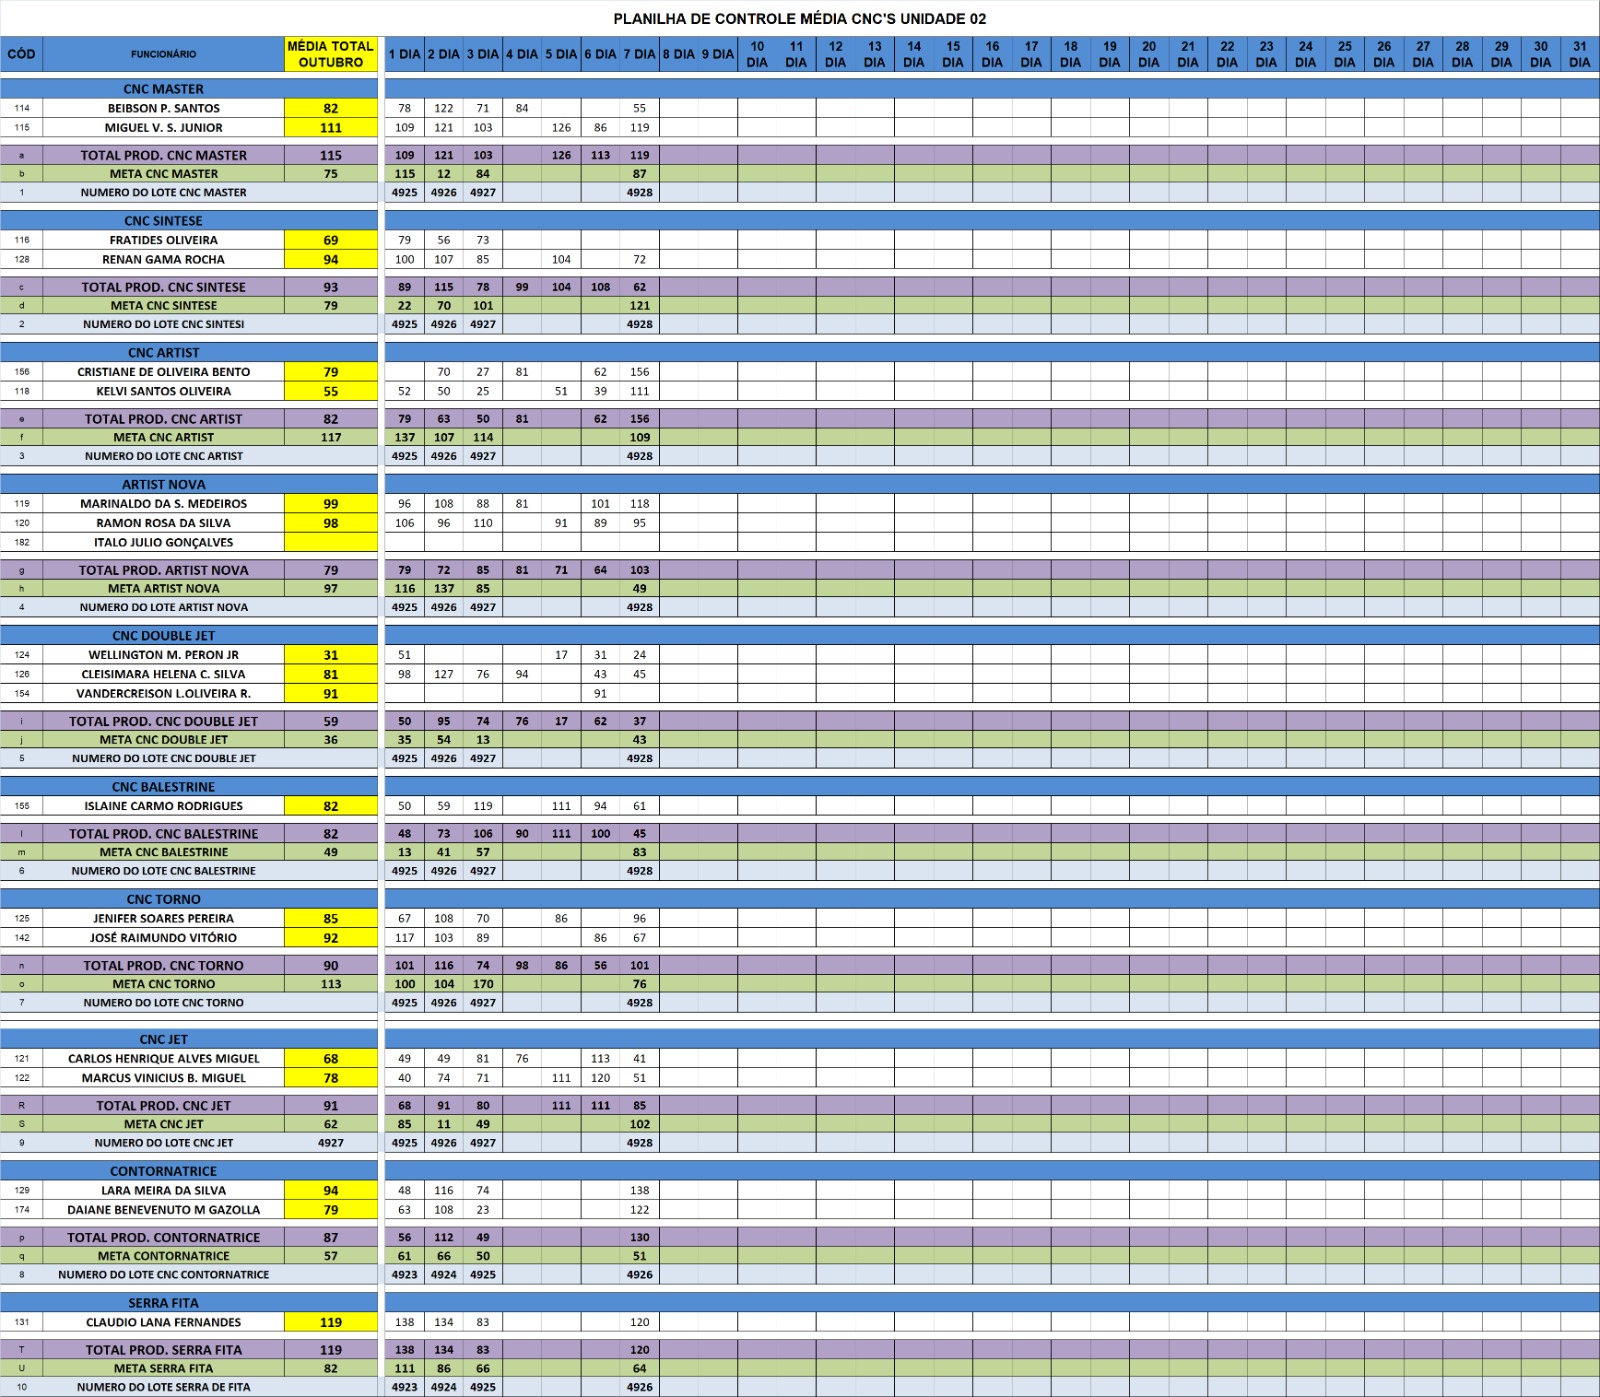 PLANILHA DE CONTROLE MÉDIA CNC'S UNIDADE 02
CÓD FUNCIONÁRIO MÉDIA TOTAL OUTUBRO 1 DIA 2 DIA 3 DIA 4 DIA 5 DIA 6 DIA 7 DIA 8 DIA 9 DIA 10 DIA 11 DIA 12 DIA 13 DIA 14 DIA 15 DIA 16 DIA 17 DIA 18 DIA 19 DIA 20 DIA 21 DIA 22 DIA 23 DIA 24 DIA 25 DIA 26 DIA 27 DIA 28 DIA 29 DIA 30 DIA 31 DIA
CNC MASTER
114 BEIBSON P. SANTOS 82 78 122 71 84 55
115 MIGUEL V. S. JUNIOR 111 109 121 103 126 86 119
a TOTAL PROD. CNC MASTER 115 109 121 103 126 113 119
b META CNC MASTER 75 115 12 84 87
1 NUMERO DO LOTE CNC MASTER 4925 4926 4927 4928
CNC SINTESE
116 FRATIDES OLIVEIRA 69 79 56 73
128 RENAN GAMA ROCHA 94 100 107 85 104 72
c TOTAL PROD. CNC SINTESE 93 89 115 78 99 104 108 62
d META CNC SINTESE 79 22 70 101 121
2 NUMERO DO LOTE CNC SINTESI 4925 4926 4927 4928
CNC ARTIST
156 CRISTIANE DE OLIVEIRA BENTO 79 70 27 81 62 156
118 KELVI SANTOS OLIVEIRA 55 52 50 25 51 39 111
e TOTAL PROD. CNC ARTIST 82 79 63 50 81 62 156
f META CNC ARTIST 117 137 107 114 109
3 NUMERO DO LOTE CNC ARTIST 4925 4926 4927 4928
ARTIST NOVA
119 MARINALDO DA S. MEDEIROS 99 96 108 88 81 101 118
120 RAMON ROSA DA SILVA 98 106 96 110 91 89 95
182 ITALO JULIO GONÇALVES
g TOTAL PROD. ARTIST NOVA 79 79 72 85 81 71 64 103
h META ARTIST NOVA 97 116 137 85 49
4 NUMERO DO LOTE ARTIST NOVA 4925 4926 4927 4928
CNC DOUBLE JET
124 WELLINGTON M. PERON JR 31 51 17 31 24
126 CLEISIMARA HELENA C. SILVA 81 98 127 76 94 43 45
154 VANDERCREISON L.OLIVEIRA R. 91 91
i TOTAL PROD. CNC DOUBLE JET 59 50 95 74 76 17 62 37
j META CNC DOUBLE JET 36 35 54 13 43
5 NUMERO DO LOTE CNC DOUBLE JET 4925 4926 4927 4928
CNC BALESTRINE
155 ISLAINE CARMO RODRIGUES 82 50 59 119 111 94 61
l TOTAL PROD. CNC BALESTRINE 82 48 73 106 90 111 100 45
m META CNC BALESTRINE 49 13 41 57 83
6 NUMERO DO LOTE CNC BALESTRINE 4925 4926 4927 4928
CNC TORNO
125 JENIFER SOARES PEREIRA 85 67 108 70 86 96
142 JOSÉ RAIMUNDO VITÓRIO 92 117 103 89 86 67
n TOTAL PROD. CNC TORNO 90 101 116 74 98 86 56 101
o META CNC TORNO 113 100 104 170 76
7 NUMERO DO LOTE CNC TORNO 4925 4926 4927 4928
CNC JET
121 CARLOS HENRIQUE ALVES MIGUEL 68 49 49 81 76 113 41
122 MARCUS VINICIUS B. MIGUEL 78 40 74 71 111 120 51
R TOTAL PROD. CNC JET 91 68 91 80 111 111 85
S META CNC JET 62 85 11 49 102
9 NUMERO DO LOTE CNC JET 4927 4925 4926 4927 4928
CONTORNATRICE
129 LARA MEIRA DA SILVA 94 48 116 74 138
174 DAIANE BENEVENUTO M GAZOLLA 79 63 108 23 122
p TOTAL PROD. CONTORNATRICE 87 56 112 49 130
q META CONTORNATRICE 57 61 66 50 51
8 NUMERO DO LOTE CNC CONTORNATRICE 4923 4924 4925 4926
SERRA FITA
131 CLAUDIO LANA FERNANDES 119 138 134 83 120
T TOTAL PROD. SERRA FITA 119 138 134 83 120
U META SERRA FITA 82 111 86 66 64
10 NUMERO DO LOTE SERRA DE FITA 4923 4924 4925 4926